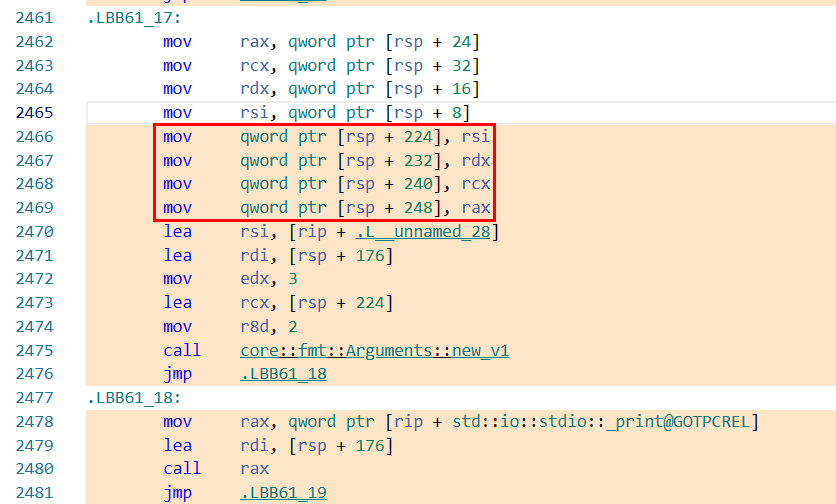 2461 .LBB61_17:
2462 mov rax, qword ptr [rsp + 24]
2463 mov rcx, qword ptr [rsp + 32]
2464 mov rdx, qword ptr [rsp + 16]
2465 mov rsi, qword ptr [rsp + 8]
2466 mov qword ptr [rsp + 224], rsi
2467 mov qword ptr [rsp + 232], rdx
2468 mov qword ptr [rsp + 240], rcx
2469 mov qword ptr [rsp + 248], rax
2470 lea rsi, [rip + .L__unnamed_28]
2471 lea rdi, [rsp + 176]
2472 mov edx, 3
2473 lea rcx, [rsp + 224]
2474 mov r8d, 2
2475 call core::fmt::Arguments::new_v1
2476 jmp .LBB61_18
2477 .LBB61_18:
2478 mov rax, qword ptr [rip + std::io::stdio::_print@GOTPCREL]
2479 lea rdi, [rsp + 176]
2480 call rax
2481 jmp .LBB61_19